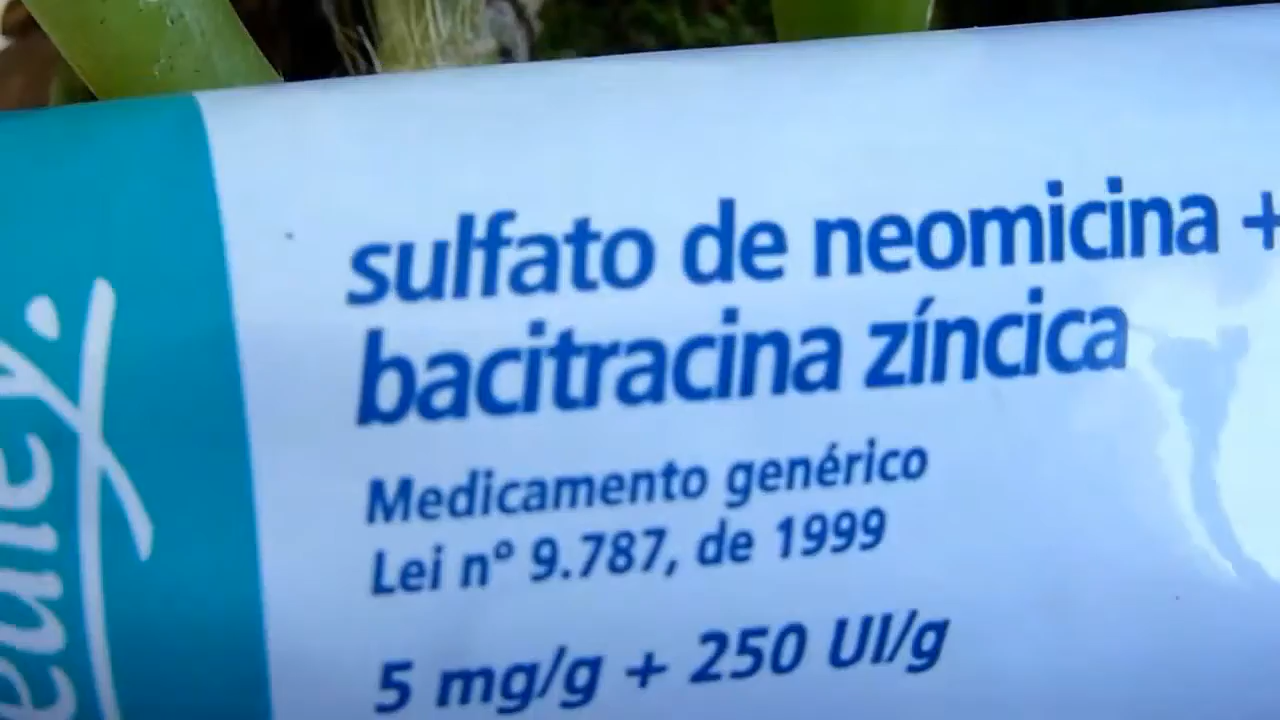 sulfato de neomicina +
bacitracina zíncica
Medicamento genérico
Lei nº 9.787, de 1999
5 mg/g + 250 UI/g